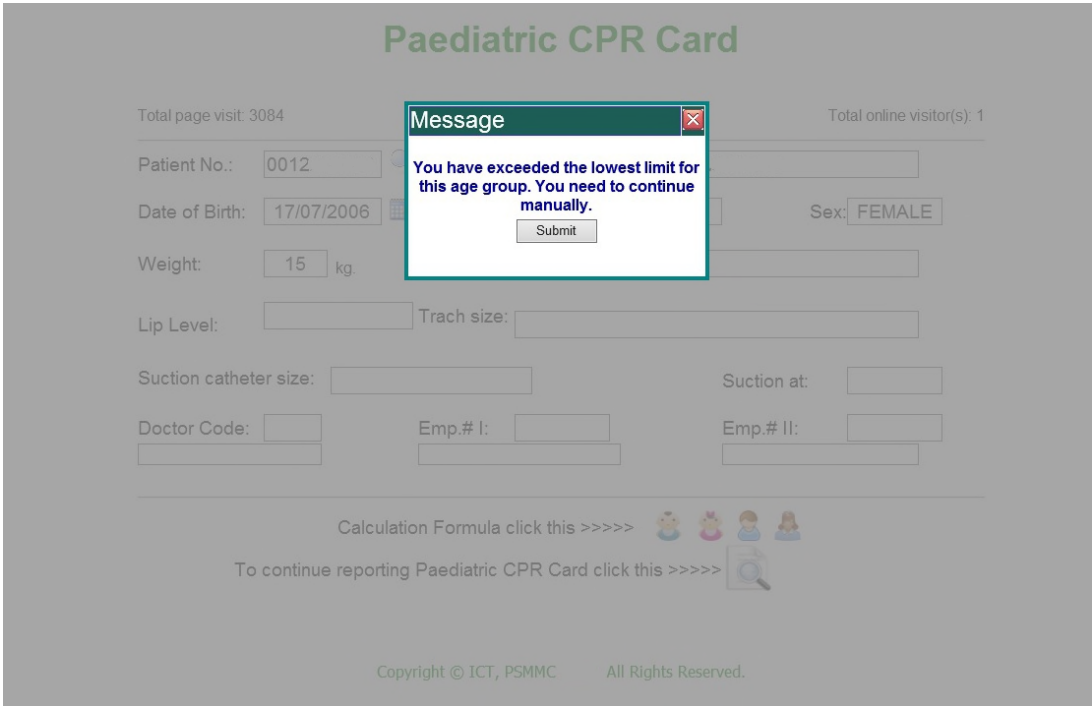 Paediatric CPR Card
Total page visit: 3084
Total online visitor(s): 1
Message
You have exceeded the lowest limit for
this age group. You need to continue
manually.
Submit
Patient No.: 0012
Date of Birth: 17/07/2006
Sex: FEMALE
Weight: 15 kg.
Lip Level:
Trach size:
Suction catheter size:
Suction at:
Doctor Code:
Emp.# I:
Emp.# II:
Calculation Formula click this >>>>>
To continue reporting Paediatric CPR Card click this >>>>>
Copyright © ICT, PSMMC
All Rights Reserved.